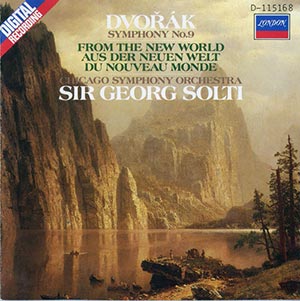 D-115168
DVOŘÁK
SYMPHONY No.9
FROM THE NEW WORLD
AUS DER NEUEN WELT
DU NOUVEAU MONDE
CHICAGO SYMPHONY ORCHESTRA
SIR GEORG SOLTI
LONDON
DIGITAL
RECORDING